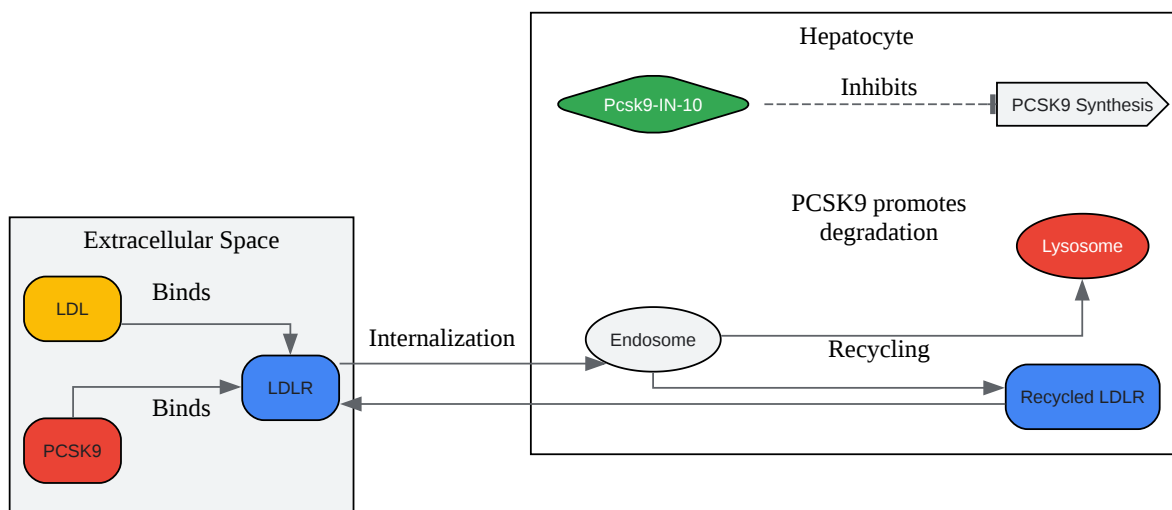 Hepatocyte
Pcsk9-IN-10
Inhibits
PCSK9 Synthesis
PCSK9 promotes
degradation
Lysosome
Extracellular Space
LDL
Binds
Internalization
Endosome
Recycling
LDLR
Recycled LDLR
Binds
PCSK9